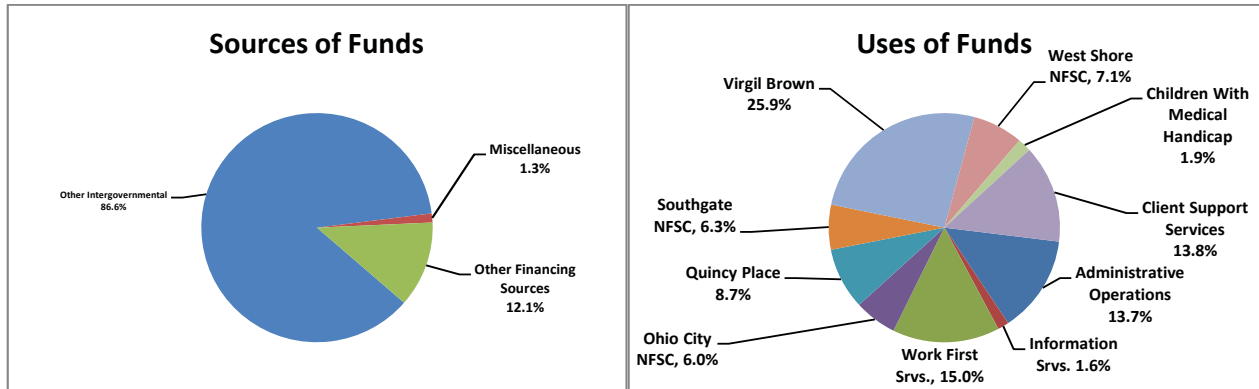 Sources of Funds
Other Intergovernmental
86.6%
Miscellaneous
1.3%
Other Financing
Sources
12.1%
Uses of Funds
Virgil Brown
25.9%
West Shore
NFSC, 7.1%
Children With
Medical
Handicap
1.9%
Client Support
Services
13.8%
Administrative
Operations
13.7%
Information
Srvs. 1.6%
Work First
Srvs., 15.0%
Ohio City
NFSC, 6.0%
Quincy Place
8.7%
Southgate
NFSC, 6.3%